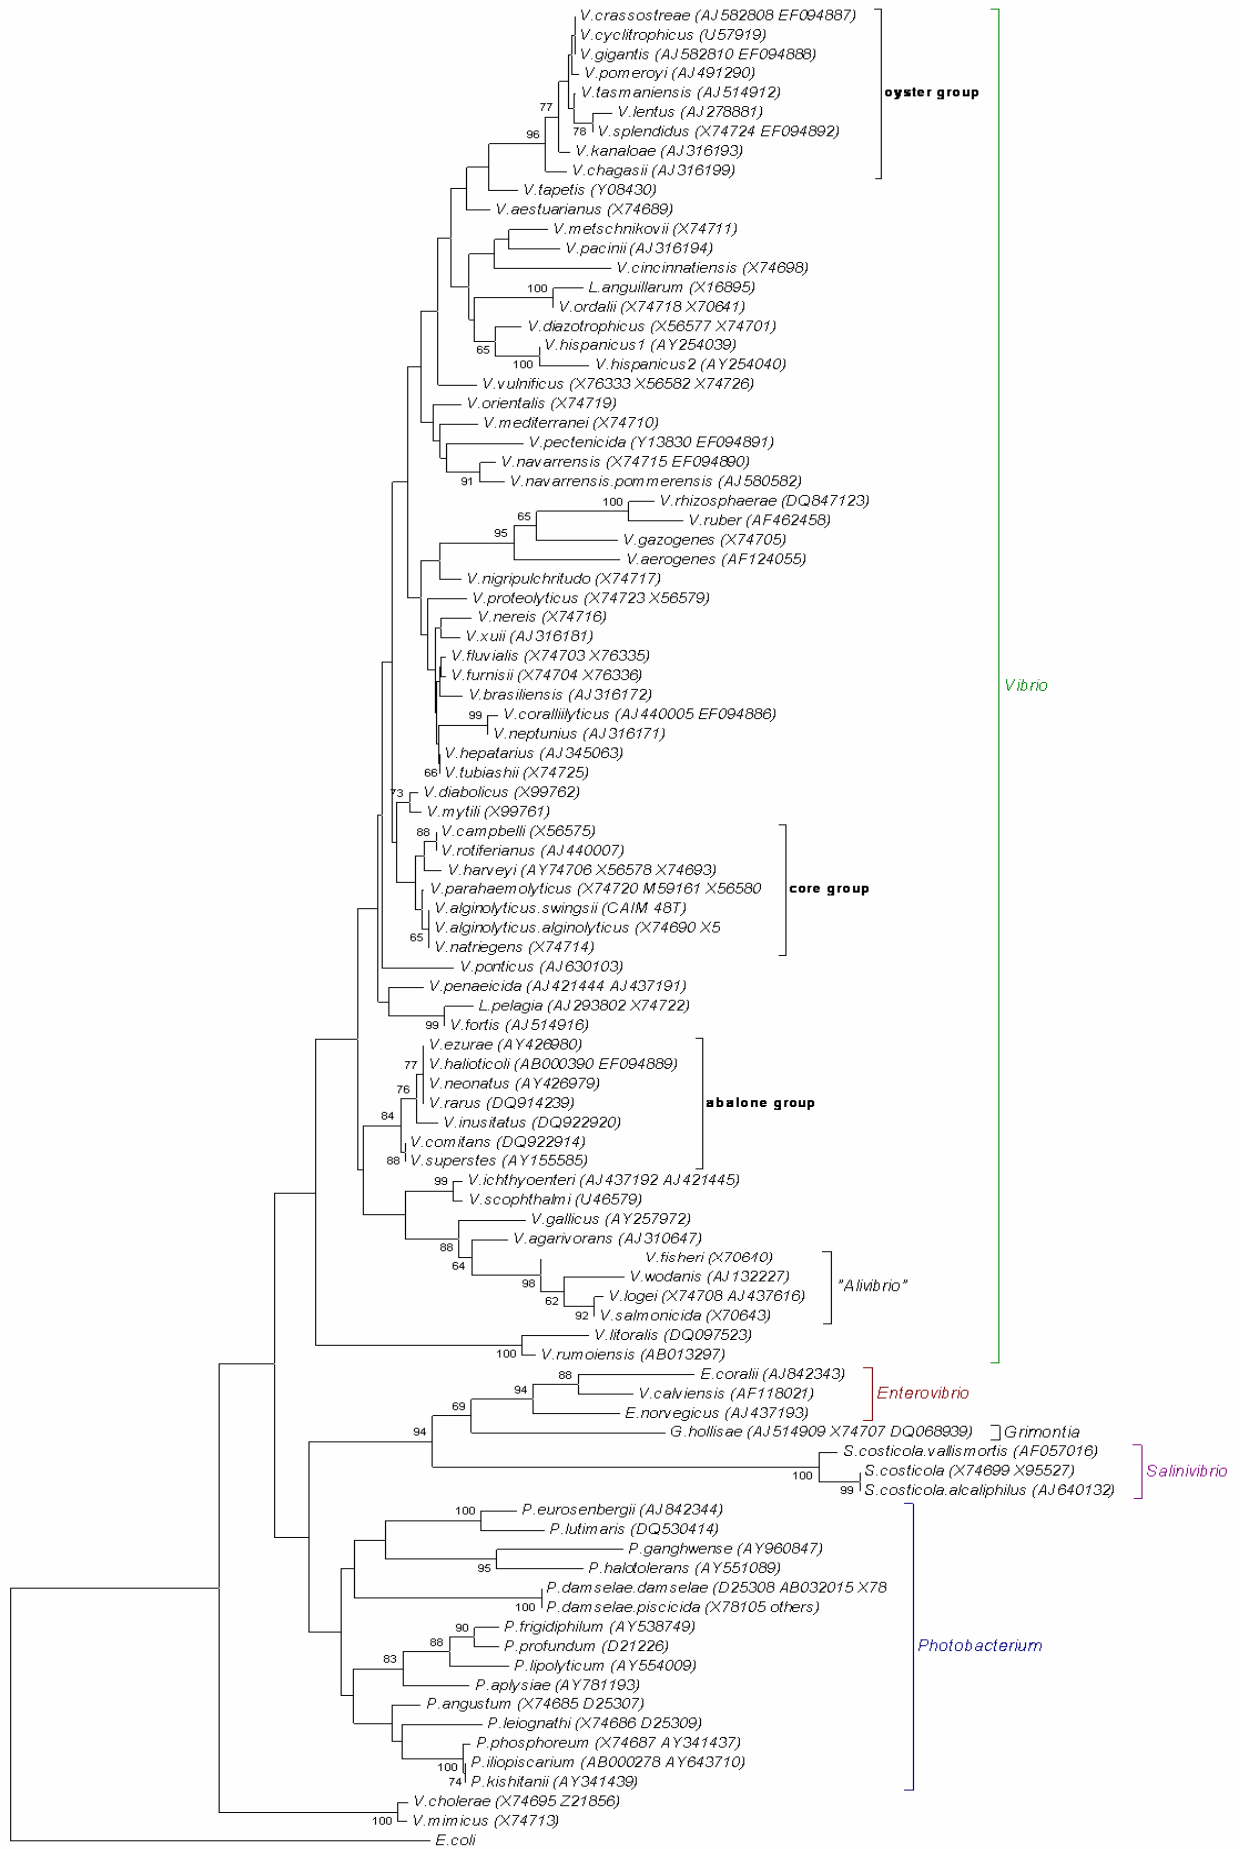 V.crassostreae (AJ582808 EF094887)
V.cyclitrophicus (U57919)
V.gigantis (AJ582810 EF094888)
V.pomeroyi (AJ491290)
V.tasmaniensis (AJ514912)
oyster group
77
V.lentus (AJ278881)
78
V.splendidus (X74724 EF094892)
96
V.kanaloae (AJ316193)
V.chagasii (AJ316199)
V.tapetis (Y08430)
V.aestuarianus (X74689)
V.metschnikovii (X74711)
V.pacinii (AJ316194)
V.cincinnatiensis (X74698)
100
L.anguillarum (X16895)
V.ordalii (X74718 X70641)
V.diazotrophicus (X56577 X74701)
65
V.hispanicus1 (AY254039)
100
V.hispanicus2 (AY254040)
V.vulnificus (X76333 X56582 X74726)
V.orientalis (X74719)
V.mediterranei (X74710)
V.pectenicida (Y13830 EF094891)
V.navarrensis (X74715 EF094890)
91
V.navarrensis.pommerensis (AJ580582)
100
V.rhizosphaerae (DQ847123)
65
V.ruber (AF462458)
95
V.gazogenes (X74705)
V.aerogenes (AF124055)
V.nigripulchritudo (X74717)
V.proteolyticus (X74723 X56579)
V.nereis (X74716)
V.xuii (AJ316181)
V.fluvialis (X74703 X76335)
V.furnisii (X74704 X76336)
Vibrio
V.brasiliensis (AJ316172)
99
V.coralliilyticus (AJ440005 EF094886)
V.neptunius (AJ316171)
V.hepatarius (AJ345063)
66
V.tubiashii (X74725)
73
V.diabolicus (X99762)
V.mytili (X99761)
88
V.campbelli (X56575)
V.rotiferianus (AJ440007)
V.harveyi (AY74706 X56578 X74693)
V.parahaemolyticus (X74720 M59161 X56580
core group
V.alginolyticus.swingsii (CAIM 48T)
V.alginolyticus.alginolyticus (X74690 X5
65
V.natriegens (X74714)
V.ponticus (AJ630103)
V.penaeicida (AJ421444 AJ437191)
L.pelagia (AJ293802 X74722)
99
V.fortis (AJ514916)
V.ezurae (AY426980)
77
V.halioticoli (AB000390 EF094889)
76
V.neonatus (AY426979)
V.rarus (DQ914239)
abalone group
84
V.inusitatus (DQ922920)
V.comitans (DQ922914)
88
V.superstes (AY155585)
99
V.ichthyoenteri (AJ437192 AJ421445)
V.scophthalmi (U46579)
V.gallicus (AY257972)
88
V.agarivorans (AJ310647)
64
V.fisheri (X70640)
98
V.wodanis (AJ132227)
"Alivibrio"
62
V.logei (X74708 AJ437616)
92
V.salmonicida (X70643)
V.litoralis (DQ097523)
100
V.rumoiensis (AB013297)
88
E.coralii (AJ842343)
94
V.calviensis (AF118021)
Enterovibrio
69
E.norvegicus (AJ437193)
94
G.hollisae (AJ514909 X74707 DQ068939)
Grimontia
S.costicola.vallismortis (AF057016)
100
S.costicola (X74699 X95527)
Salinivibrio
99
S.costicola.alcaliphilus (AJ640132)
100
P.eurosenbergii (AJ842344)
P.lutimaris (DQ530414)
P.ganghwense (AY960847)
95
P.halotolerans (AY551089)
P.damselae.damselae (D25308 AB032015 X78
100
P.damselae.piscicida (X78105 others)
90
P.frigidiphilum (AY538749)
88
P.profundum (D21226)
Photobacterium
83
P.lipolyticum (AY554009)
P.aplysiae (AY781193)
P.angustum (X74685 D25307)
P.leiognathi (X74686 D25309)
P.phosphoreum (X74687 AY341437)
100
P.iliopiscarium (AB000278 AY643710)
74
P.kishitanii (AY341439)
V.cholerae (X74695 Z21856)
100
V.mimicus (X74713)
E.coli